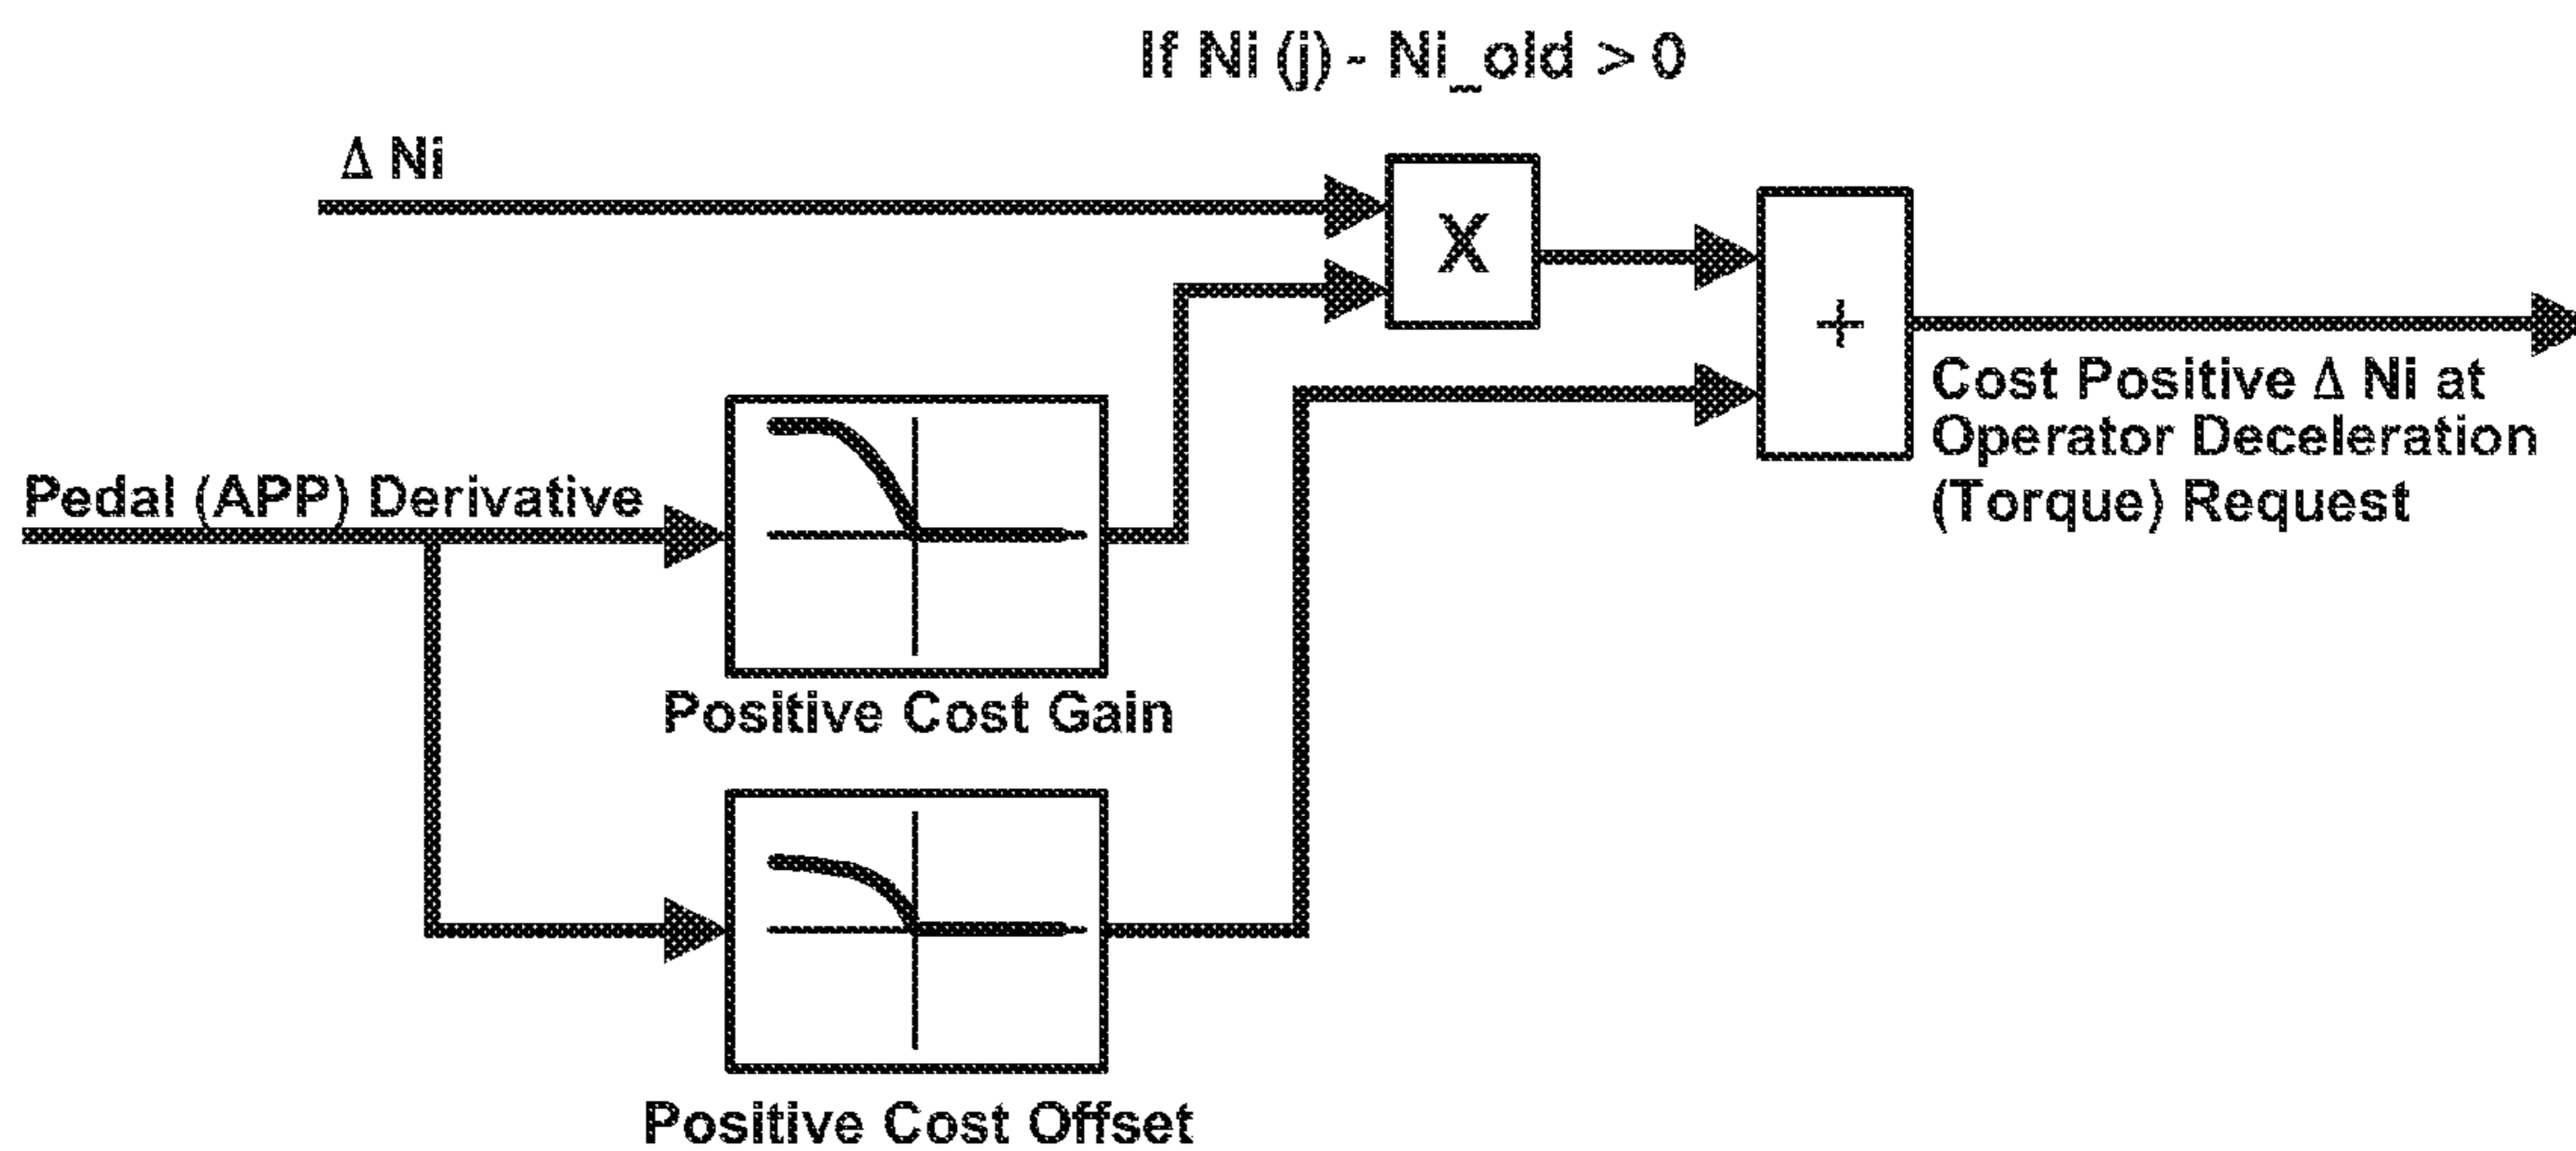 If Ni (j) - Ni_old > 0
Δ Ni
X
+
Cost Positive Δ Ni at
Operator Deceleration
(Torque) Request
Pedal (APP) Derivative
Positive Cost Gain
Positive Cost Offset